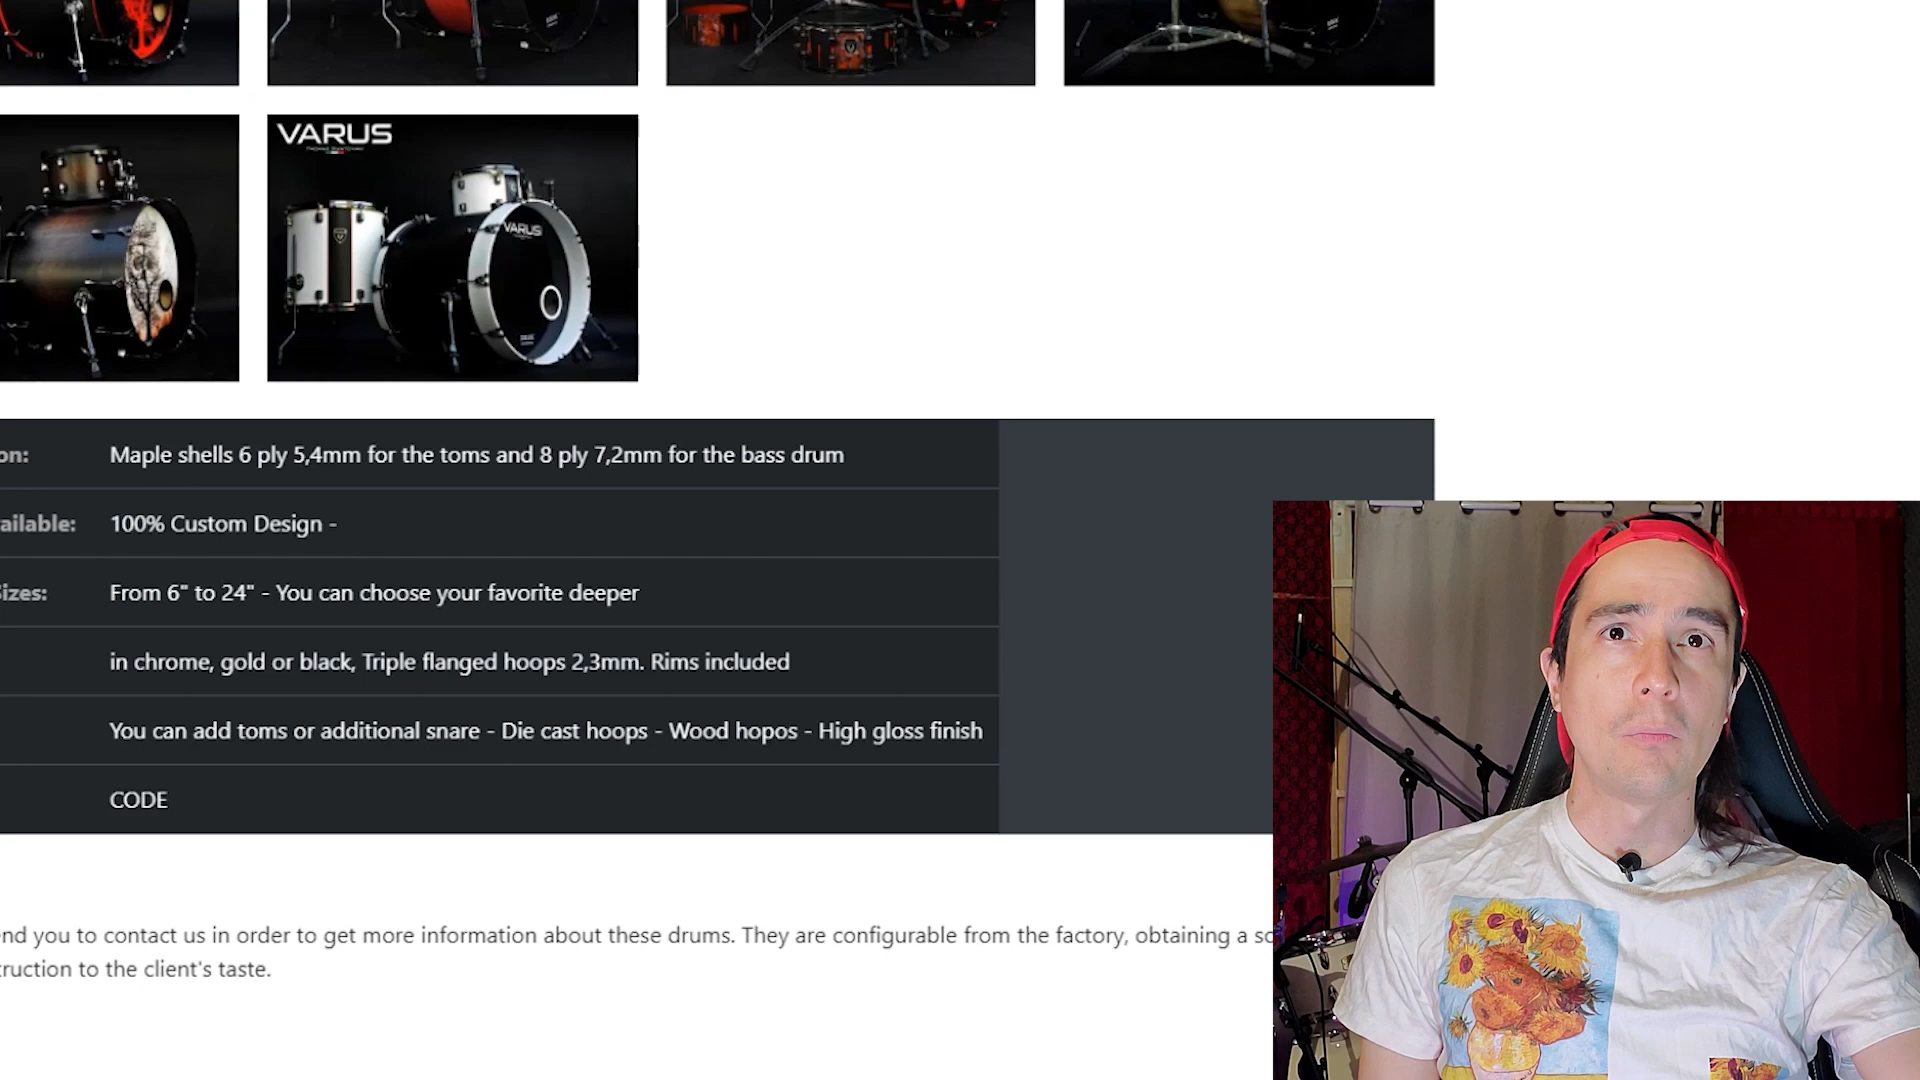 VARUS
VARUS
on:
Maple shells 6 ply 5,4mm for the toms and 8 ply 7,2mm for the bass drum
ailable:
100% Custom Design -
Sizes:
From 6" to 24" - You can choose your favorite deeper
in chrome, gold or black, Triple flanged hoops 2,3mm. Rims included
You can add toms or additional snare - Die cast hoops - Wood hopos - High gloss finish
CODE
end you to contact us in order to get more information about these drums. They are configurable from the factory, obtaining a so
truction to the client's taste.